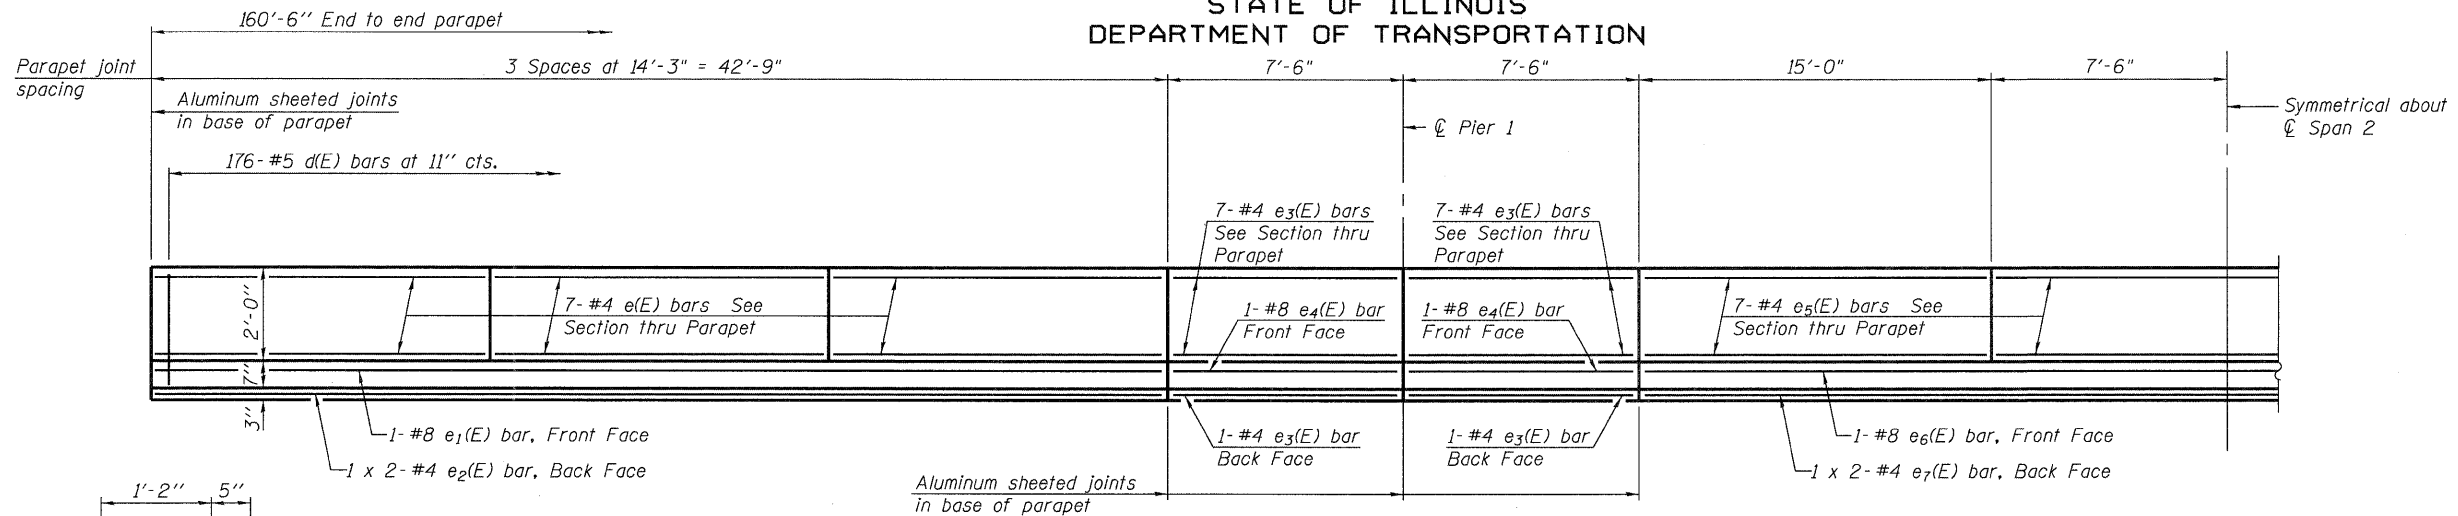 STATE OF ILLINOIS
DEPARTMENT OF TRANSPORTATION
160'-6" End to end parapet
Parapet joint
spacing
3 Spaces at 14'-3" = 42'-9"
7'-6"
7'-6"
15'-0"
7'-6"
Aluminum sheeted joints
in base of parapet
℄ Pier 1
Symmetrical about
℄ Span 2
176-#5 d(E) bars at 11" cts.
7-#4 e3(E) bars
See Section thru
Parapet
7-#4 e3(E) bars
See Section thru
Parapet
2'-0"
7"
3"
7-#4 e(E) bars See
Section thru Parapet
1-#8 e4(E) bar
Front Face
1-#8 e4(E) bar
Front Face
7-#4 e5(E) bars See
Section thru Parapet
1-#8 e1(E) bar, Front Face
1 x 2-#4 e2(E) bar, Back Face
1-#4 e3(E) bar
Back Face
1-#4 e3(E) bar
Back Face
1-#8 e6(E) bar, Front Face
1 x 2-#4 e7(E) bar, Back Face
Aluminum sheeted joints
in base of parapet
1'-2"
5"